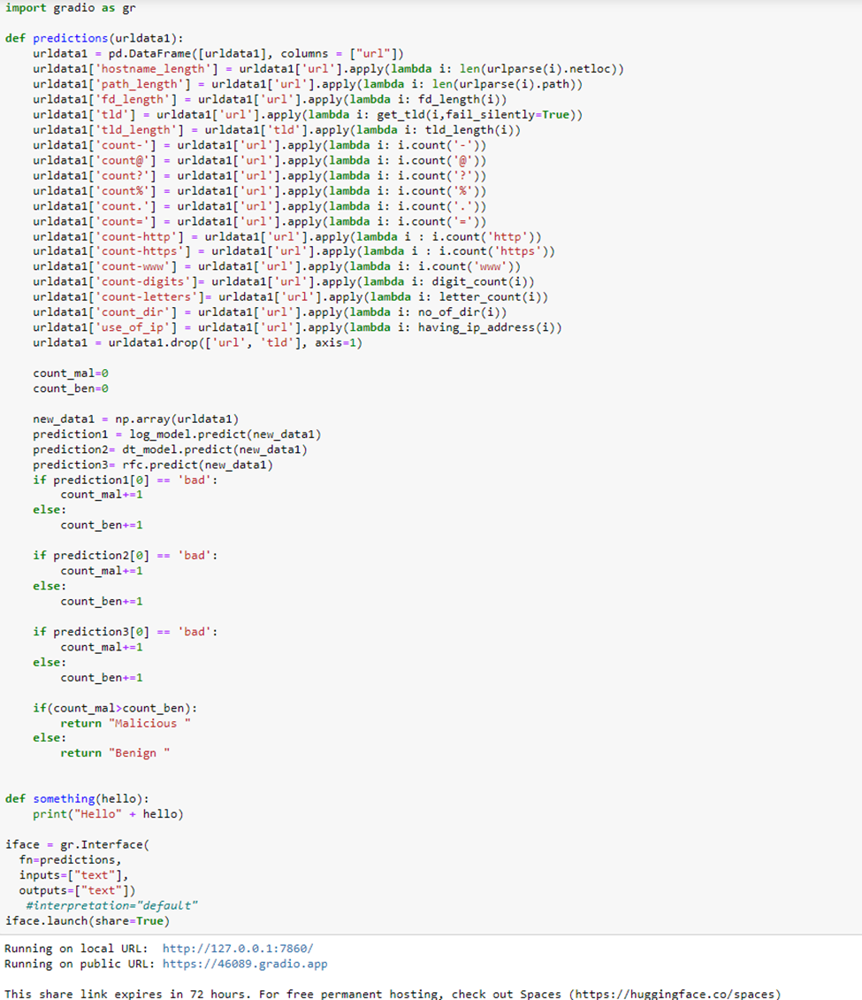 import gradio as gr
def predictions(urldata1):
    urldata1 = pd.DataFrame([urldata1], columns = ["url"])
    urldata1['hostname_length'] = urldata1['url'].apply(lambda i: len(urlparse(i).netloc))
    urldata1['path_length'] = urldata1['url'].apply(lambda i: len(urlparse(i).path))
    urldata1['fd_length'] = urldata1['url'].apply(lambda i: fd_length(i))
    urldata1['tld'] = urldata1['url'].apply(lambda i: get_tld(i,fail_silently=True))
    urldata1['tld_length'] = urldata1['tld'].apply(lambda i: tld_length(i))
    urldata1['count-'] = urldata1['url'].apply(lambda i: i.count('-'))
    urldata1['count@'] = urldata1['url'].apply(lambda i: i.count('@'))
    urldata1['count?'] = urldata1['url'].apply(lambda i: i.count('?'))
    urldata1['count%'] = urldata1['url'].apply(lambda i: i.count('%'))
    urldata1['count.'] = urldata1['url'].apply(lambda i: i.count('.'))
    urldata1['count='] = urldata1['url'].apply(lambda i: i.count('='))
    urldata1['count-http'] = urldata1['url'].apply(lambda i : i.count('http'))
    urldata1['count-https'] = urldata1['url'].apply(lambda i : i.count('https'))
    urldata1['count-www'] = urldata1['url'].apply(lambda i: i.count('www'))
    urldata1['count-digits']= urldata1['url'].apply(lambda i: digit_count(i))
    urldata1['count-letters']= urldata1['url'].apply(lambda i: letter_count(i))
    urldata1['count_dir'] = urldata1['url'].apply(lambda i: no_of_dir(i))
    urldata1['use_of_ip'] = urldata1['url'].apply(lambda i: having_ip_address(i))
    urldata1 = urldata1.drop(['url', 'tld'], axis=1)
    count_mal=0
    count_ben=0
    new_data1 = np.array(urldata1)
    prediction1 = log_model.predict(new_data1)
    prediction2= dt_model.predict(new_data1)
    prediction3= rfc.predict(new_data1)
    if prediction1[0] == 'bad':
        count_mal+=1
    else:
        count_ben+=1
    if prediction2[0] == 'bad':
        count_mal+=1
    else:
        count_ben+=1
    if prediction3[0] == 'bad':
        count_mal+=1
    else:
        count_ben+=1
    if(count_mal>count_ben):
        return "Malicious "
    else:
        return "Benign "
def something(hello):
    print("Hello" + hello)
iface = gr.Interface(
  fn=predictions,
  inputs=["text"],
  outputs=["text"])
   #interpretation="default"
iface.launch(share=True)
Running on local URL:  http://127.0.0.1:7860/
Running on public URL: https://46089.gradio.app
This share link expires in 72 hours. For free permanent hosting, check out Spaces (https://huggingface.co/spaces)